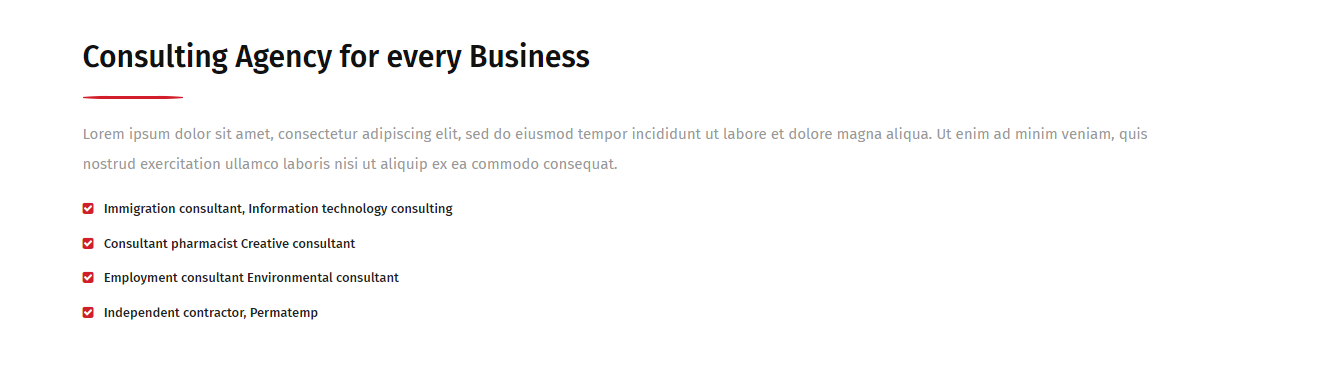 Consulting Agency for every Business
Lorem ipsum dolor sit amet, consectetur adipiscing elit, sed do eiusmod tempor incididunt ut labore et dolore magna aliqua. Ut enim ad minim veniam, quis
nostrud exercitation ullamco laboris nisi ut aliquip ex ea commodo consequat.
Immigration consultant, Information technology consulting
Consultant pharmacist Creative consultant
Employment consultant Environmental consultant
Independent contractor, Permatemp